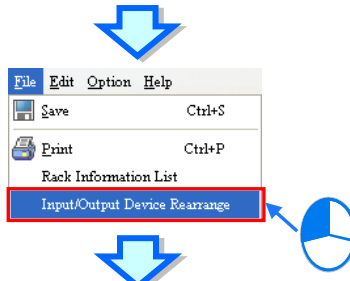 File Edit Option Help
Save Ctrl+S
Print Ctrl+P
Rack Information List
Input/Output Device Rearrange